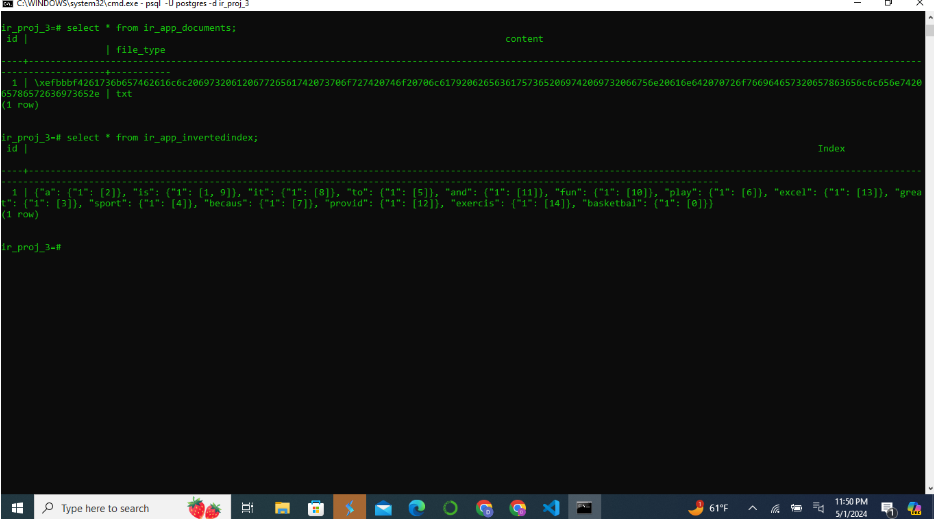 C:\WINDOWS\system32\cmd.exe - psql -U postgres -d ir_proj_3
ir_proj_3=# select * from ir_app_documents;
id | content
| file_type
1 | \xefbbbf4261736b657462616c6c20697320612067726561742073706f727420746f20706c617920626563617573652069742069732066756e20616e642070726f766964657320657863656c6c656e7420
65786572636973652e | txt
(1 row)
ir_proj_3=# select * from ir_app_invertedindex;
id | Index
1 | {"a": {"1": [2]}, "is": {"1": [1, 9]}, "it": {"1": [8]}, "to": {"1": [5]}, "and": {"1": [11]}, "fun": {"1": [10]}, "play": {"1": [6]}, "excel": {"1": [13]}, "grea
t": {"1": [3]}, "sport": {"1": [4]}, "becaus": {"1": [7]}, "provid": {"1": [12]}, "exercis": {"1": [14]}, "basketbal": {"1": [0]}}
(1 row)
ir_proj_3=#
Type here to search
61°F
11:50 PM
5/1/2024